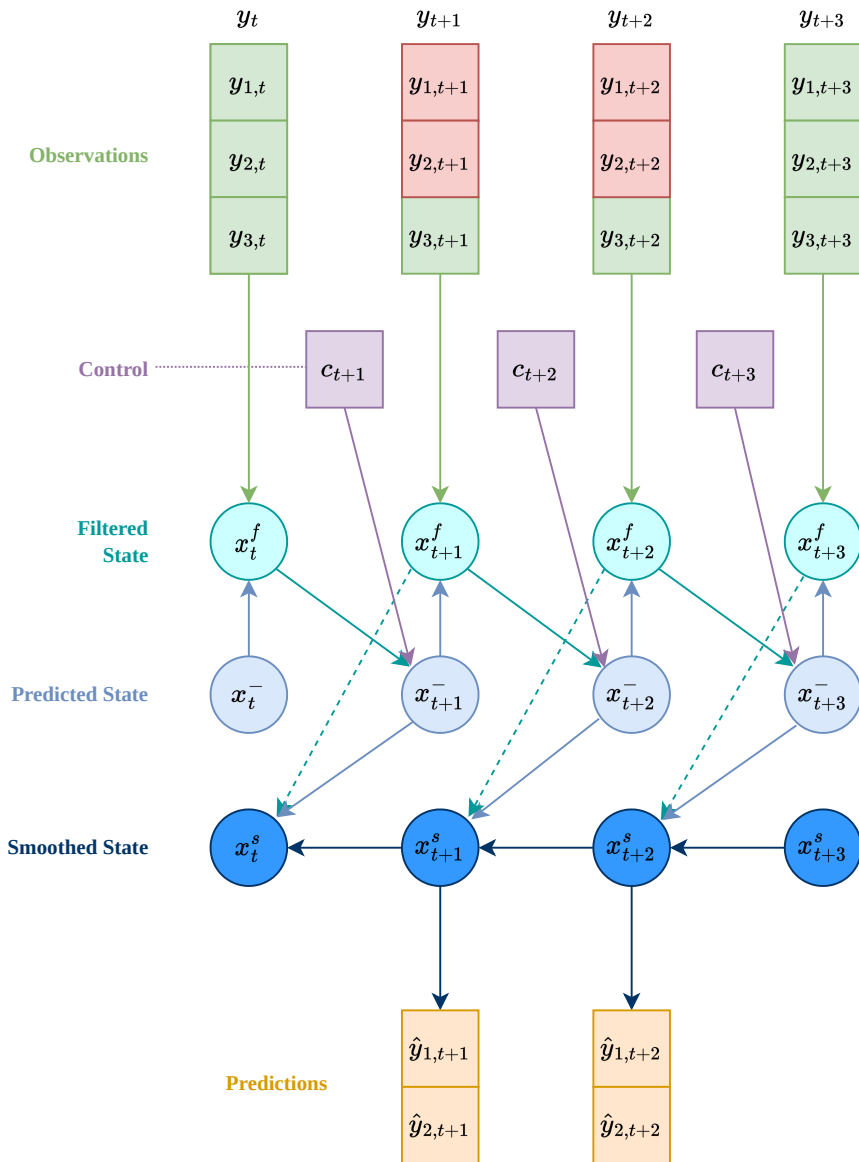 y_t y_{t+1} y_{t+2} y_{t+3}
y_{1,t} y_{1,t+1} y_{1,t+2} y_{1,t+3}
Observations y_{2,t} y_{2,t+1} y_{2,t+2} y_{2,t+3}
y_{3,t} y_{3,t+1} y_{3,t+2} y_{3,t+3}
Control c_{t+1} c_{t+2} c_{t+3}
Filtered
State x_t^f x_{t+1}^f x_{t+2}^f x_{t+3}^f
Predicted State x_t^- x_{t+1}^- x_{t+2}^- x_{t+3}^-
Smoothed State x_t^s x_{t+1}^s x_{t+2}^s x_{t+3}^s
ŷ_{1,t+1} ŷ_{1,t+2}
Predictions
ŷ_{2,t+1} ŷ_{2,t+2}